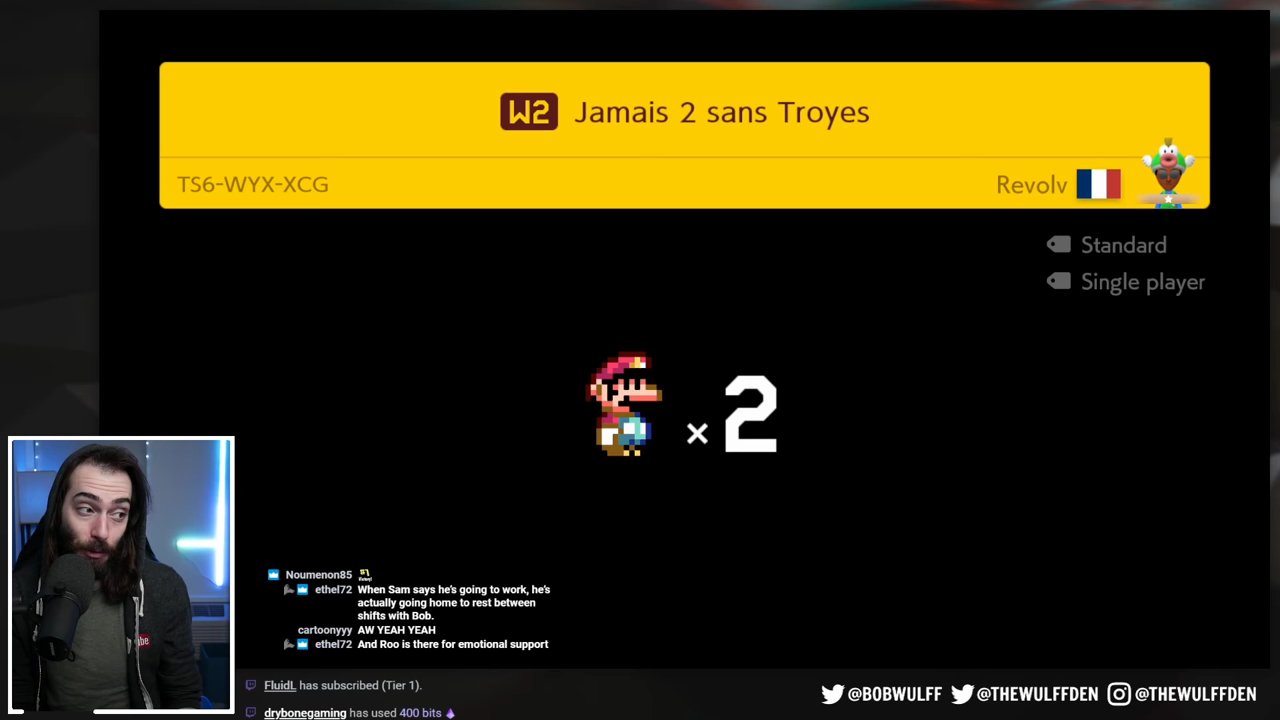 W2 Jamais 2 sans Troyes
TS6-WYX-XCG
Revolv
Standard
Single player
× 2
Noumenon85
ethel72 When Sam says he's going to work, he's
actually going home to rest between
shifts with Bob.
cartoonyyy AW YEAH YEAH
ethel72 And Roo is there for emotional support
FluidL has subscribed (Tier 1).
drybonegaming has used 400 bits
@BOBWULFF @THEWULFFDEN @THEWULFFDEN